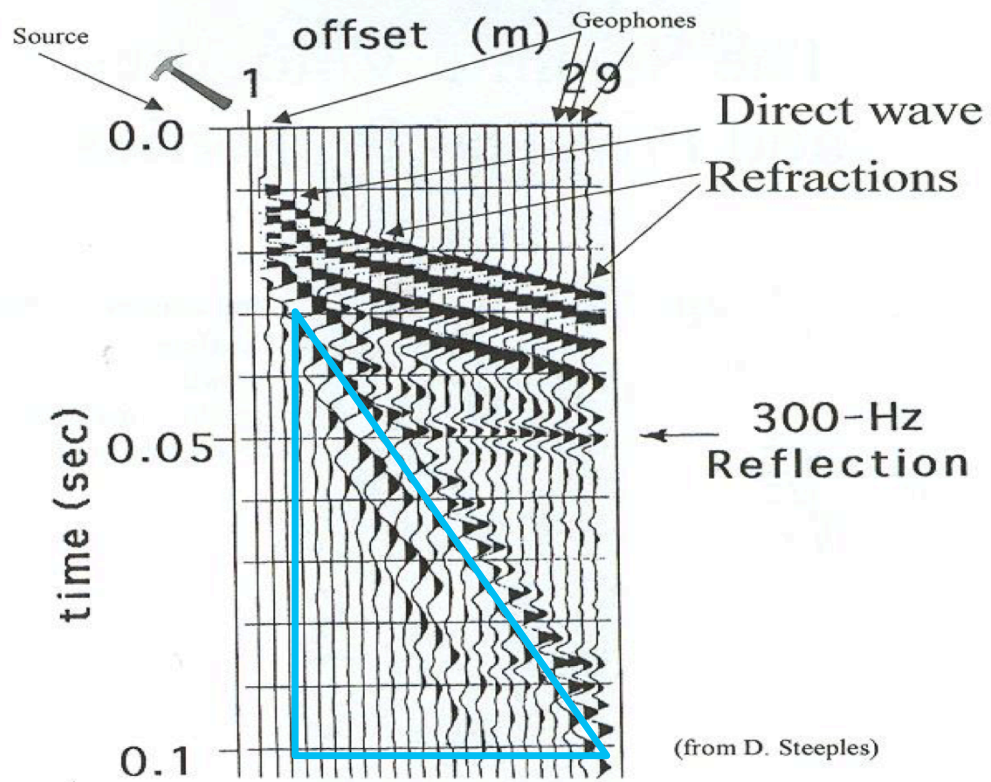 Source
offset (m)
Geophones
1
29
0.0
Direct wave
Refractions
0.05
300-Hz
Reflection
time (sec)
0.1
(from D. Steeples)